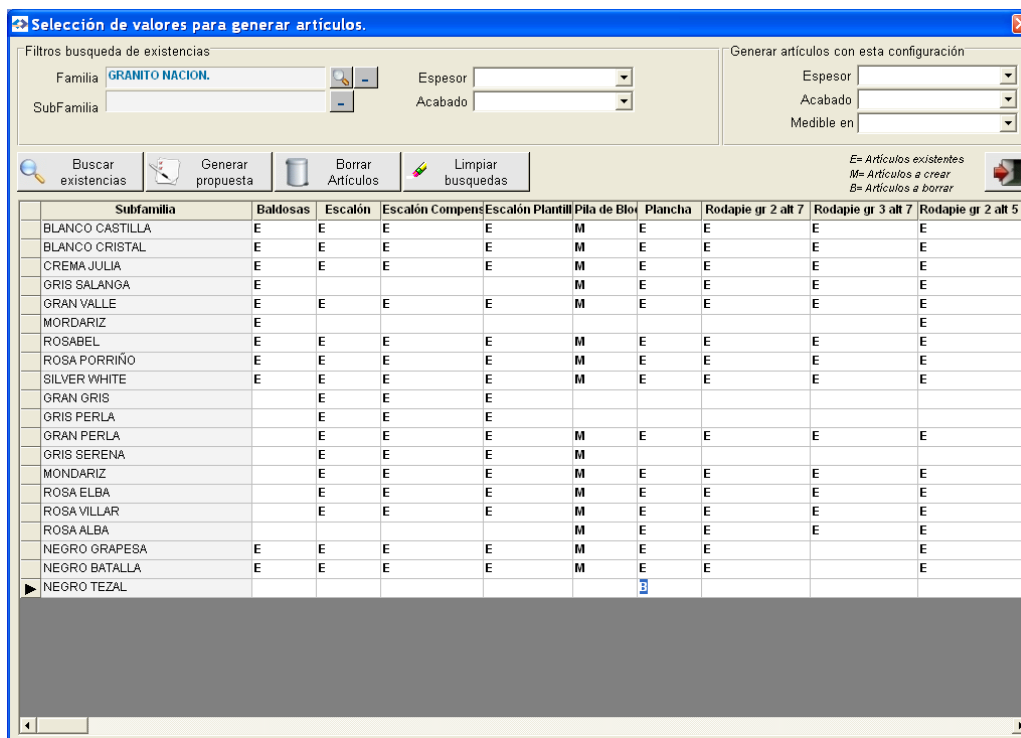 Selección de valores para generar artículos.
Filtros busqueda de existencias
Generar artículos con esta configuración
Familia GRANITO NACION.
Espesor
Espesor
SubFamilia
Acabado
Acabado
Medible en
Buscar existencias
Generar propuesta
Borrar Artículos
Limpiar busquedas
E= Artículos existentes
M= Artículos a crear
B= Artículos a borrar
Subfamilia Baldosas Escalón Escalón Compens Escalón Plantill Pila de Blo Plancha Rodapie gr 2 alt 7 Rodapie gr 3 alt 7 Rodapie gr 2 alt 5
BLANCO CASTILLA E E E E M E E E E
BLANCO CRISTAL E E E E M E E E E
CREMA JULIA E E E E M E E E E
GRIS SALANGA E M E E E E
GRAN VALLE E E E E M E E E E
MORDARIZ E E
ROSABEL E E E E M E E E E
ROSA PORRIÑO E E E E M E E E E
SILVER WHITE E E E E M E E E E
GRAN GRIS E E E
GRIS PERLA E E E
GRAN PERLA E E E M E E E E
GRIS SERENA E E E M
MONDARIZ E E E M E E E E
ROSA ELBA E E E M E E E E
ROSA VILLAR E E E M E E E E
ROSA ALBA M E E E E
NEGRO GRAPESA E E E E M E E E
NEGRO BATALLA E E E E M E E E
NEGRO TEZAL B